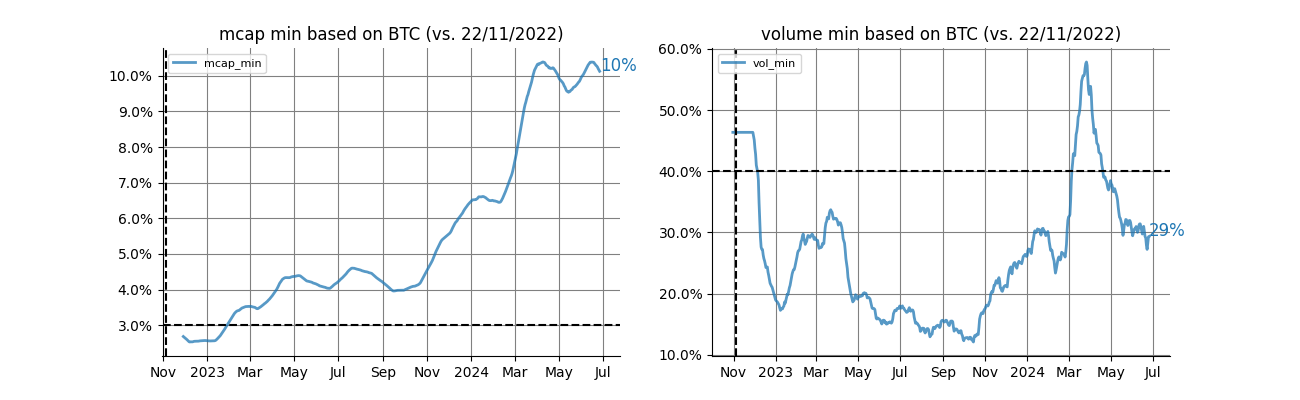 mcap min based on BTC (vs. 22/11/2022)
mcap_min
10%
10.0%
9.0%
8.0%
7.0%
6.0%
5.0%
4.0%
3.0%
Nov 2023 Mar May Jul Sep Nov 2024 Mar May Jul
volume min based on BTC (vs. 22/11/2022)
60.0%
vol_min
50.0%
40.0%
30.0%
29%
20.0%
10.0%
Nov 2023 Mar May Jul Sep Nov 2024 Mar May Jul